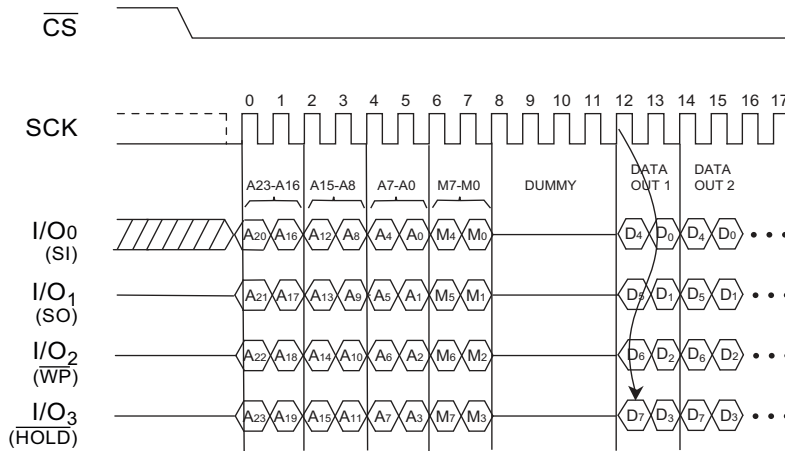 CS
0 1 2 3 4 5 6 7 8 9 10 11 12 13 14 15 16 17
SCK
A23-A16 A15-A8 A7-A0 M7-M0 DUMMY DATA OUT 1 DATA OUT 2
I/O0 A20 A16 A12 A8 A4 A0 M4 M0 D4 D0 D4 D0 • • •
(SI)
I/O1 A21 A17 A13 A9 A5 A1 M5 M1 D5 D1 D5 D1 • • •
(SO)
I/O2 A22 A18 A14 A10 A6 A2 M6 M2 D6 D2 D6 D2 • • •
(WP)
I/O3 A23 A19 A15 A11 A7 A3 M7 M3 D7 D3 D7 D3 • • •
(HOLD)